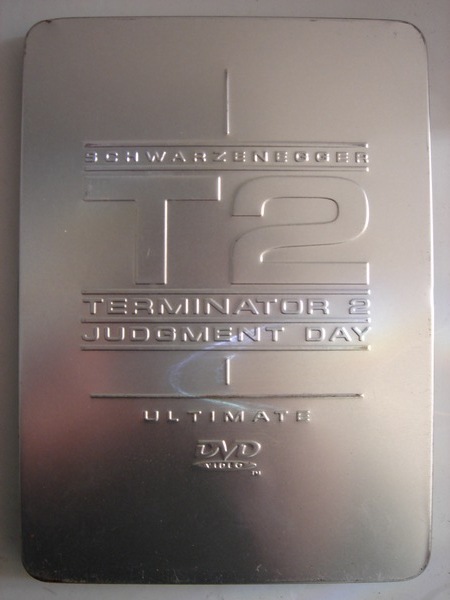 SCHWARZENEGGER
T2
TERMINATOR 2
JUDGMENT DAY
ULTIMATE
DVD
VIDEO